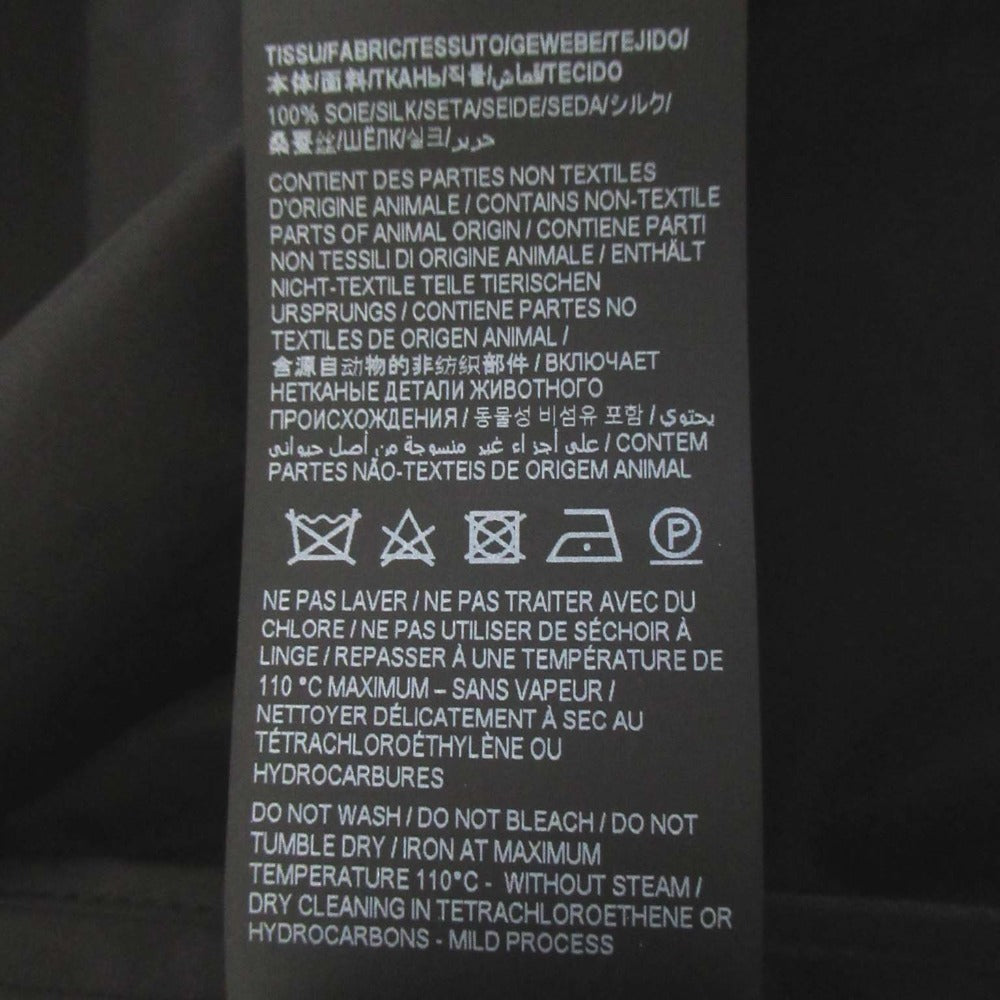 TISSU/FABRIC/TESSUTO/GEWEBE/TEJIDO/
本体/面料/ТКАНЬ/직물/قماش/TECIDO
100% SOIE/SILK/SETA/SEIDE/SEDA/シルク/
桑蚕丝/ШЁЛК/실크/حرير
CONTIENT DES PARTIES NON TEXTILES
D'ORIGINE ANIMALE / CONTAINS NON-TEXTILE
PARTS OF ANIMAL ORIGIN / CONTIENE PARTI
NON TESSILI DI ORIGINE ANIMALE / ENTHÄLT
NICHT-TEXTILE TEILE TIERISCHEN
URSPRUNGS / CONTIENE PARTES NO
TEXTILES DE ORIGEN ANIMAL /
含源自动物的非纺织部件 / ВКЛЮЧАЕТ
НЕТКАНЫЕ ДЕТАЛИ ЖИВОТНОГО
ПРОИСХОЖДЕНИЯ / 동물성 비섬유 포함 / يحتوي
على أجزاء غير منسوجة من أصل حيواني / CONTEM
PARTES NÃO-TEXTEIS DE ORIGEM ANIMAL
P
NE PAS LAVER / NE PAS TRAITER AVEC DU
CHLORE / NE PAS UTILISER DE SÉCHOIR À
LINGE / REPASSER À UNE TEMPÉRATURE DE
110 °C MAXIMUM – SANS VAPEUR /
NETTOYER DÉLICATEMENT À SEC AU
TÉTRACHLOROÉTHYLÈNE OU
HYDROCARBURES
DO NOT WASH / DO NOT BLEACH / DO NOT
TUMBLE DRY / IRON AT MAXIMUM
TEMPERATURE 110°C - WITHOUT STEAM /
DRY CLEANING IN TETRACHLOROETHENE OR
HYDROCARBONS - MILD PROCESS